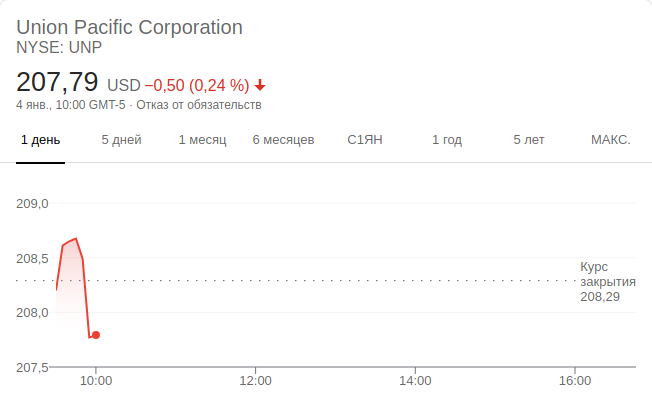 Union Pacific Corporation
NYSE: UNP
207,79 USD −0,50 (0,24 %)
4 янв., 10:00 GMT-5 · Отказ от обязательств
1 день 5 дней 1 месяц 6 месяцев С1ЯН 1 год 5 лет МАКС.
209,0
208,5
Курс
закрытия
208,29
208,0
207,5
10:00 12:00 14:00 16:00